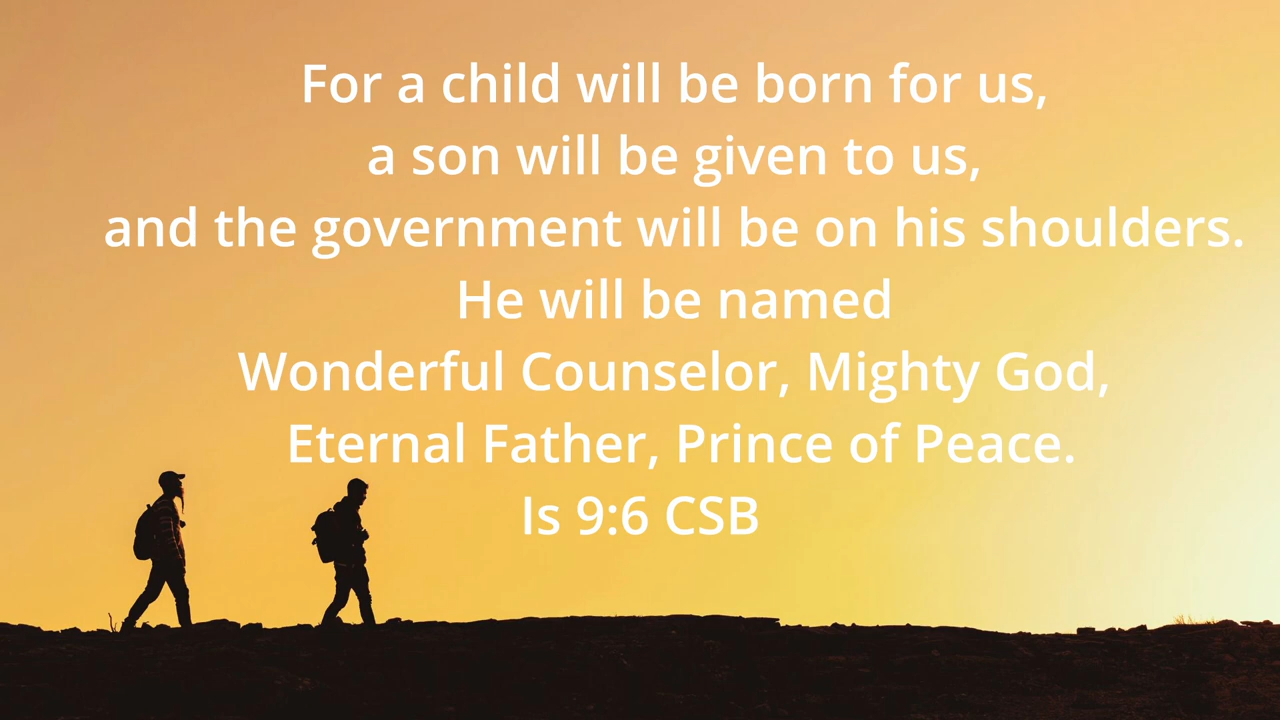 For a child will be born for us,
a son will be given to us,
and the government will be on his shoulders.
He will be named
Wonderful Counselor, Mighty God,
Eternal Father, Prince of Peace.
Is 9:6 CSB